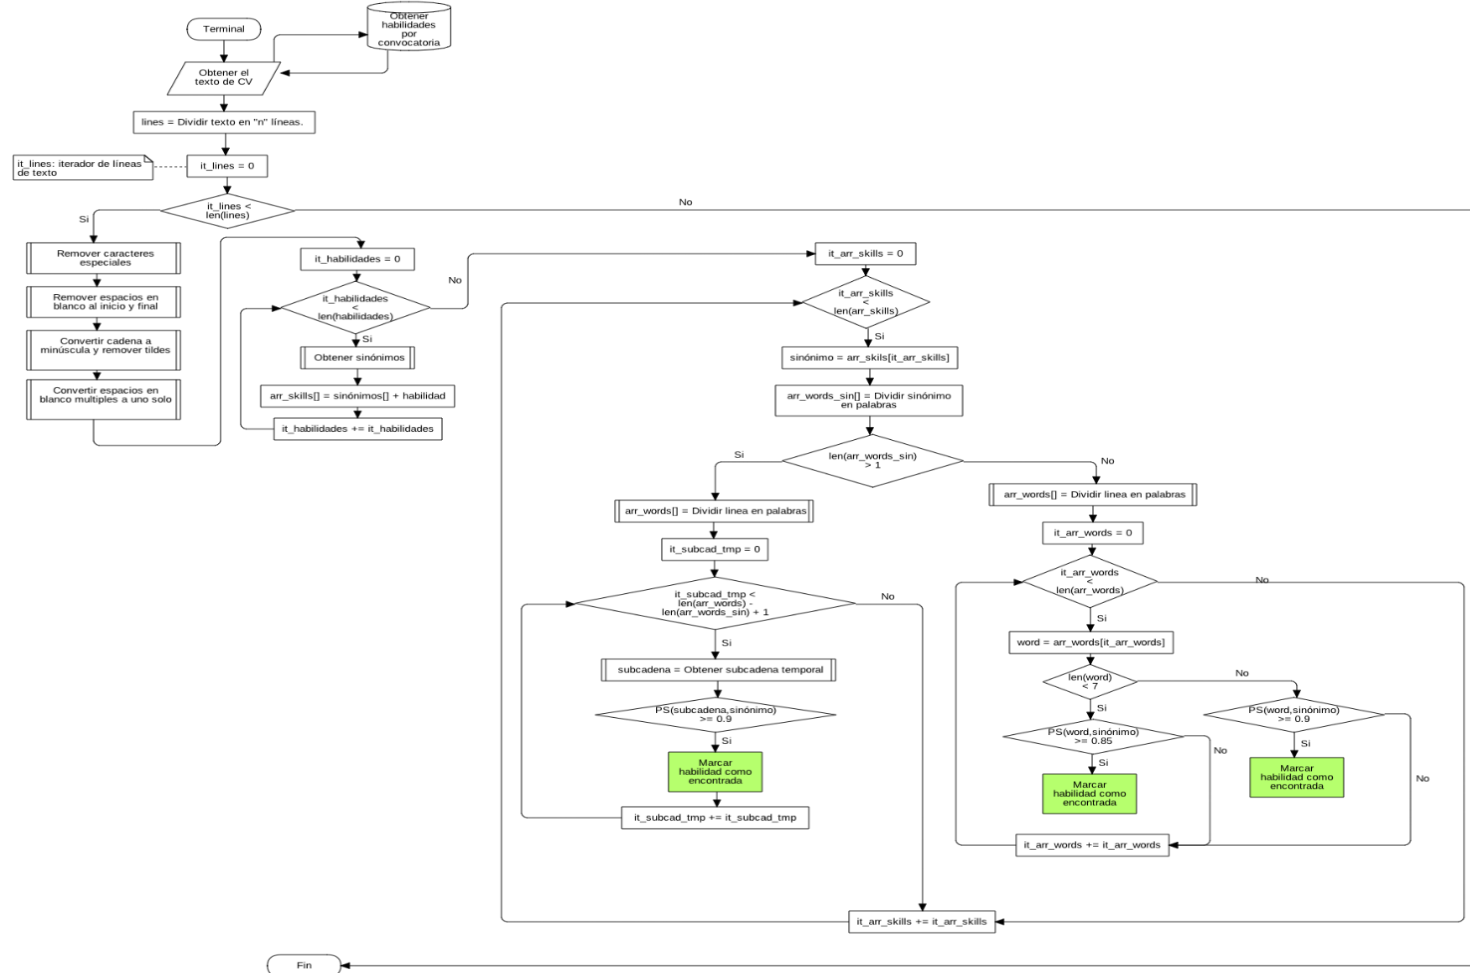 Terminal
Obtener
habilidades
por
convocatoria
Obtener el
texto de CV
lines = Dividir texto en "n" líneas.
it_lines: iterador de líneas
de texto
it_lines = 0
it_lines <
len(lines)
Si
No
Remover caracteres
especiales
Remover espacios en
blanco al inicio y final
Convertir cadena a
minúscula y remover tildes
Convertir espacios en
blanco multiples a uno solo
it_habilidades = 0
it_habilidades
<
len(habilidades)
No
Si
Obtener sinónimos
arr_skills[] = sinónimos[] + habilidad
it_habilidades += it_habilidades
it_arr_skills = 0
it_arr_skills
<
len(arr_skills)
Si
sinónimo = arr_skils[it_arr_skills]
arr_words_sin[] = Dividir sinónimo
en palabras
len(arr_words_sin)
> 1
Si
No
arr_words[] = Dividir linea en palabras
it_subcad_tmp = 0
it_subcad_tmp <
len(arr_words) -
len(arr_words_sin) + 1
No
Si
subcadena = Obtener subcadena temporal
PS(subcadena,sinónimo)
>= 0.9
Si
Marcar
habilidad como
encontrada
it_subcad_tmp += it_subcad_tmp
arr_words[] = Dividir linea en palabras
it_arr_words = 0
it_arr_words
<
len(arr_words)
No
Si
word = arr_words[it_arr_words]
len(word)
< 7
No
Si
PS(word,sinónimo)
>= 0.85
No
Si
Marcar
habilidad como
encontrada
PS(word,sinónimo)
>= 0.9
Si
No
Marcar
habilidad como
encontrada
it_arr_words += it_arr_words
it_arr_skills += it_arr_skills
Fin